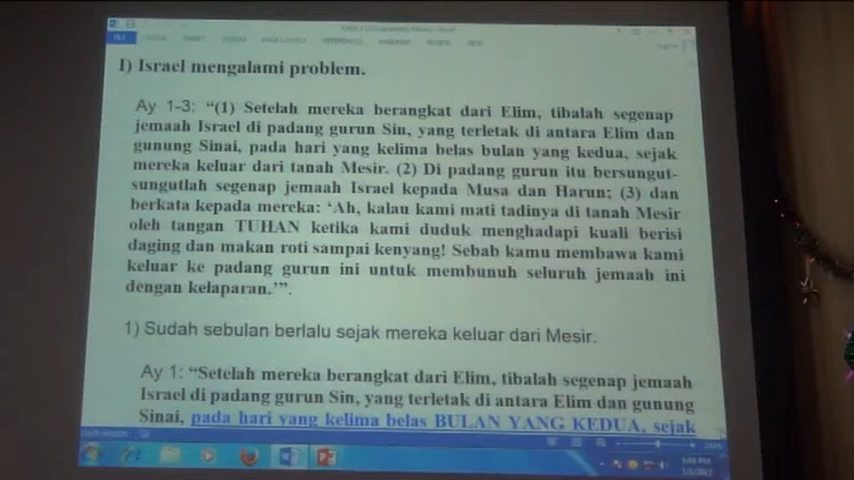 FILE
I) Israel mengalami problem.
Ay 1-3: “(1) Setelah mereka berangkat dari Elim, tibalah segenap
jemaah Israel di padang gurun Sin, yang terletak di antara Elim dan
gunung Sinai, pada hari yang kelima belas bulan yang kedua, sejak
mereka keluar dari tanah Mesir. (2) Di padang gurun itu bersungut-
sungutlah segenap jemaah Israel kepada Musa dan Harun; (3) dan
berkata kepada mereka: ‘Ah, kalau kami mati tadinya di tanah Mesir
oleh tangan TUHAN ketika kami duduk menghadapi kuali berisi
daging dan makan roti sampai kenyang! Sebab kamu membawa kami
keluar ke padang gurun ini untuk membunuh seluruh jemaah ini
dengan kelaparan.’”.
1) Sudah sebulan berlalu sejak mereka keluar dari Mesir.
Ay 1: “Setelah mereka berangkat dari Elim, tibalah segenap jemaah
Israel di padang gurun Sin, yang terletak di antara Elim dan gunung
Sinai, pada hari yang kelima belas BULAN YANG KEDUA, sejak